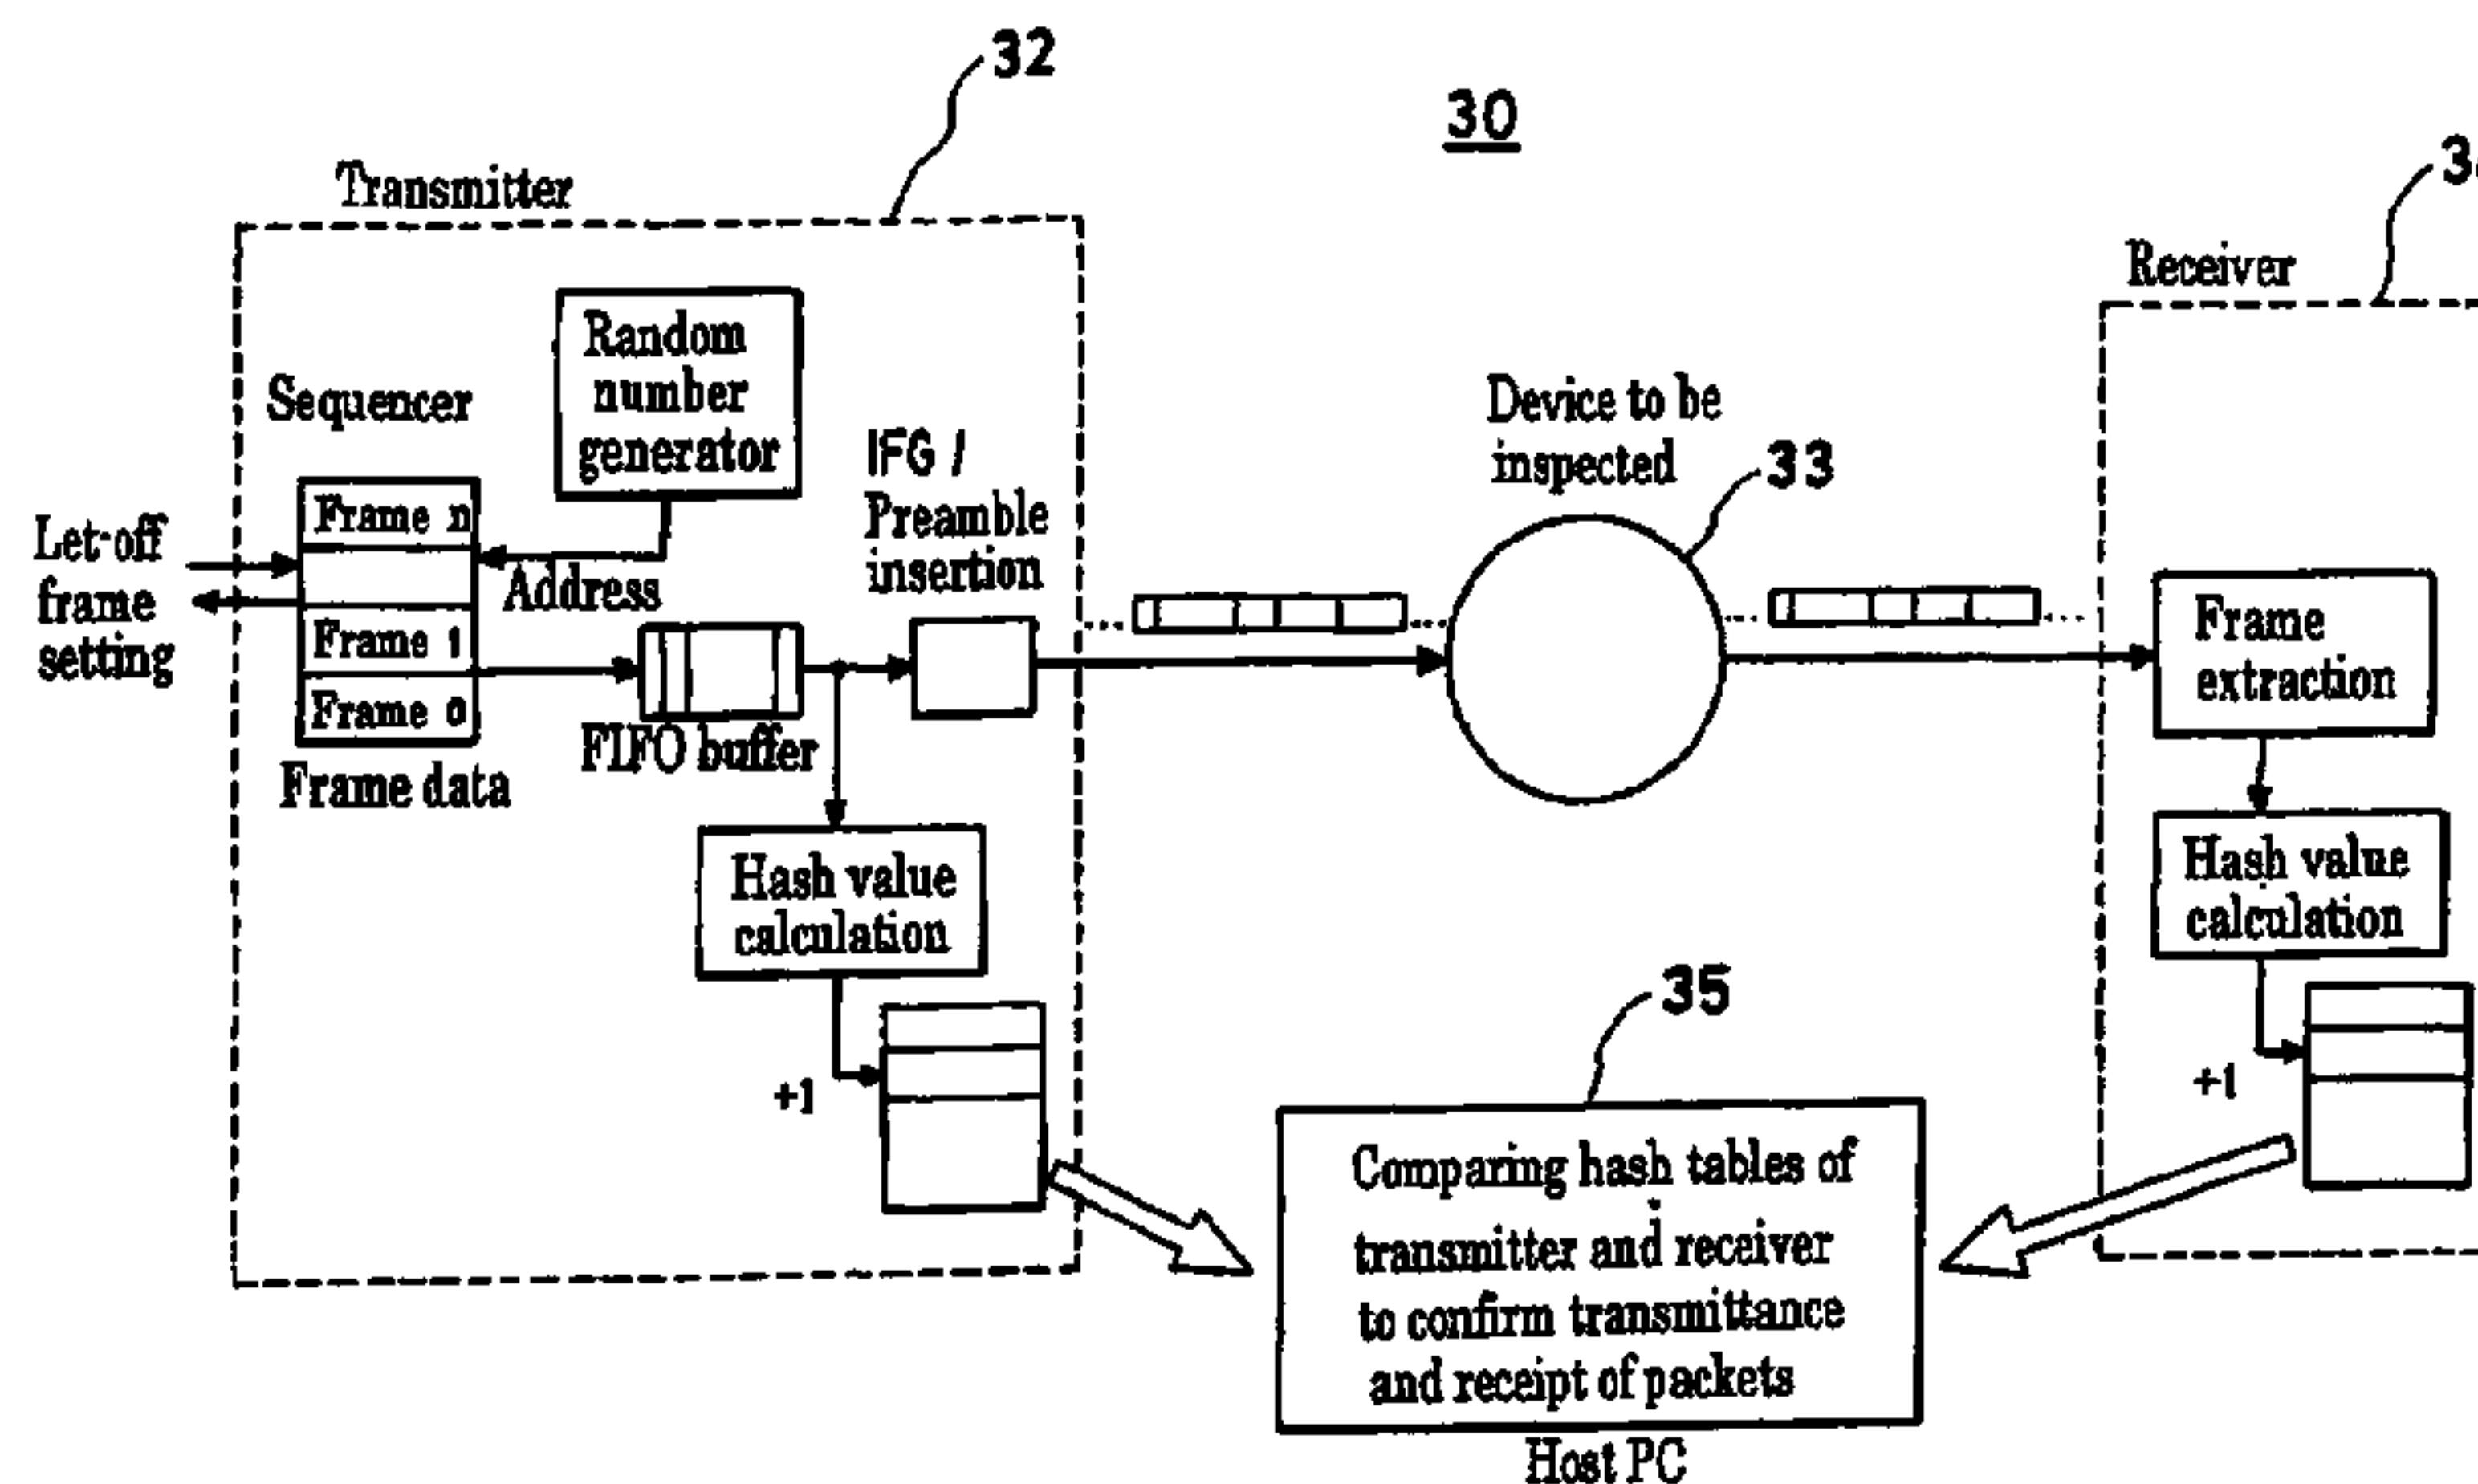 32
30
Transmitter
Receiver
Random
number
generator
Sequencer
Device to be
inspected
33
IFG /
Preamble
insertion
Let-off
frame
setting
Frame n
Frame 1
Frame 0
Address
FIFO buffer
Frame data
Frame
extraction
Hash value
calculation
Hash value
calculation
+1
+1
35
Comparing hash tables of
transmitter and receiver
to confirm transmittance
and receipt of packets
Host PC